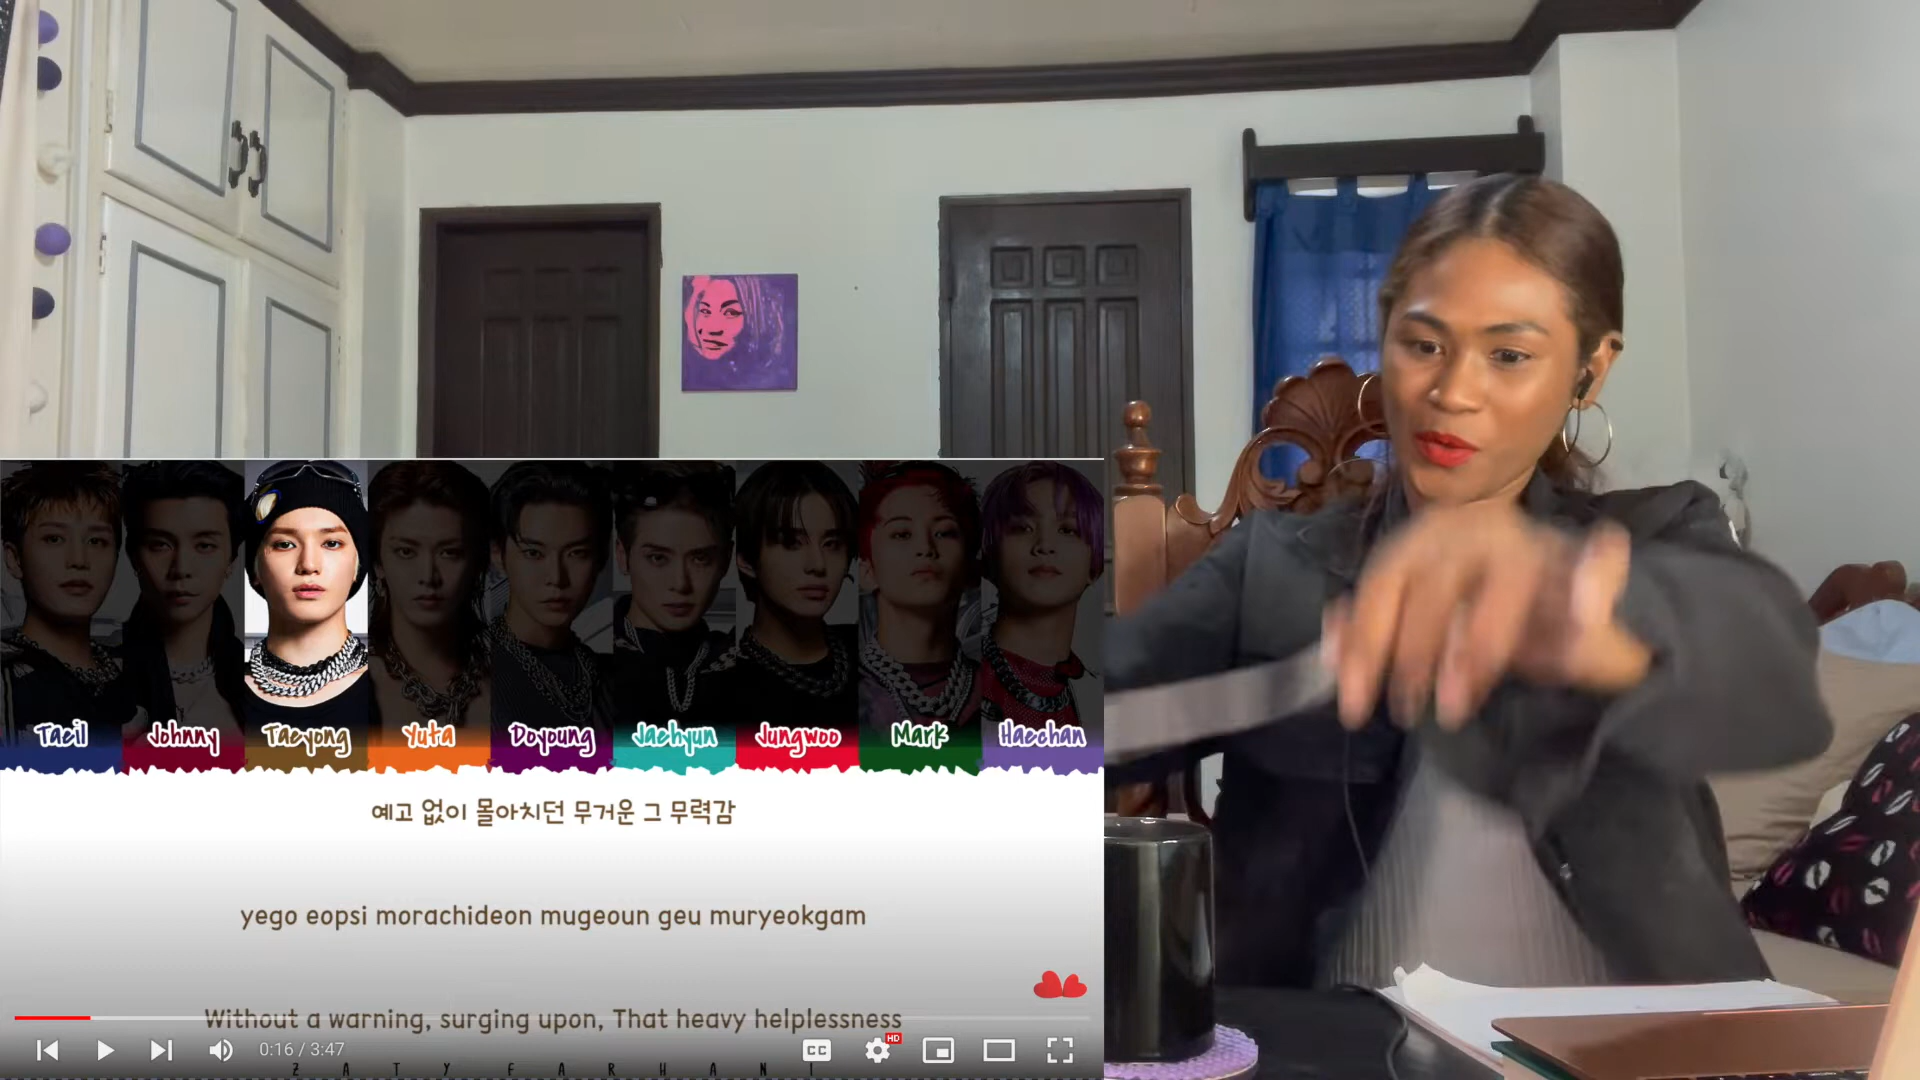 Taeil Johnny Taeyong Yuta Doyoung Jaehyun Jungwoo Mark Haechan
예고 없이 몰아치던 무거운 그 무력감
yego eopsi morachideon mugeoun geu muryeokgam
Without a warning, surging upon, That heavy helplessness
0:16 / 3:47
CC
HD
Z A T Y F A R H A N I